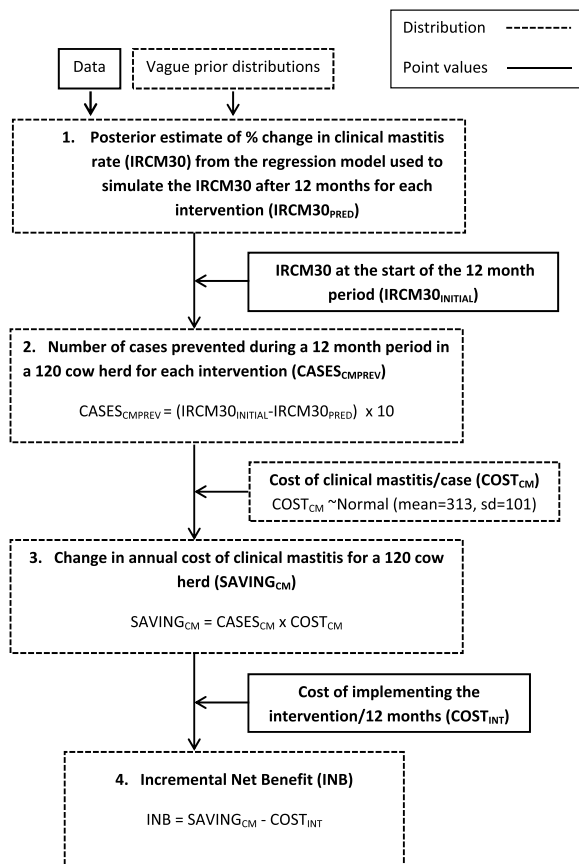 Distribution
Point values
Data
Vague prior distributions
1. Posterior estimate of % change in clinical mastitis
rate (IRCM30) from the regression model used to
simulate the IRCM30 after 12 months for each
intervention (IRCM30PRED)
IRCM30 at the start of the 12 month
period (IRCM30INITIAL)
2. Number of cases prevented during a 12 month period in
a 120 cow herd for each intervention (CASESCMPREV)
CASESCMPREV = (IRCM30INITIAL-IRCM30PRED) x 10
Cost of clinical mastitis/case (COSTCM)
COSTCM ~Normal (mean=313, sd=101)
3. Change in annual cost of clinical mastitis for a 120 cow
herd (SAVINGCM)
SAVINGCM = CASESCM x COSTCM
Cost of implementing the
intervention/12 months (COSTINT)
4. Incremental Net Benefit (INB)
INB = SAVINGCM - COSTINT